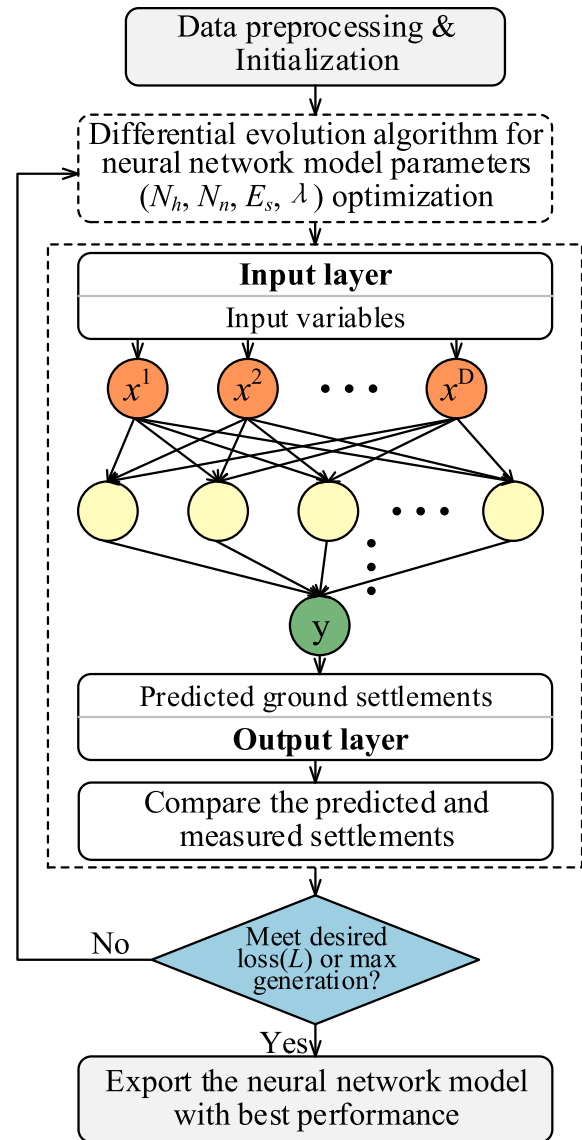 Data preprocessing &
Initialization
Differential evolution algorithm for
neural network model parameters
(Nh, Nn, Es, λ) optimization
Input layer
Input variables
x1 x2 ··· xD
···
y
Predicted ground settlements
Output layer
Compare the predicted and
measured settlements
No
Meet desired
loss(L) or max
generation?
Yes
Export the neural network model
with best performance